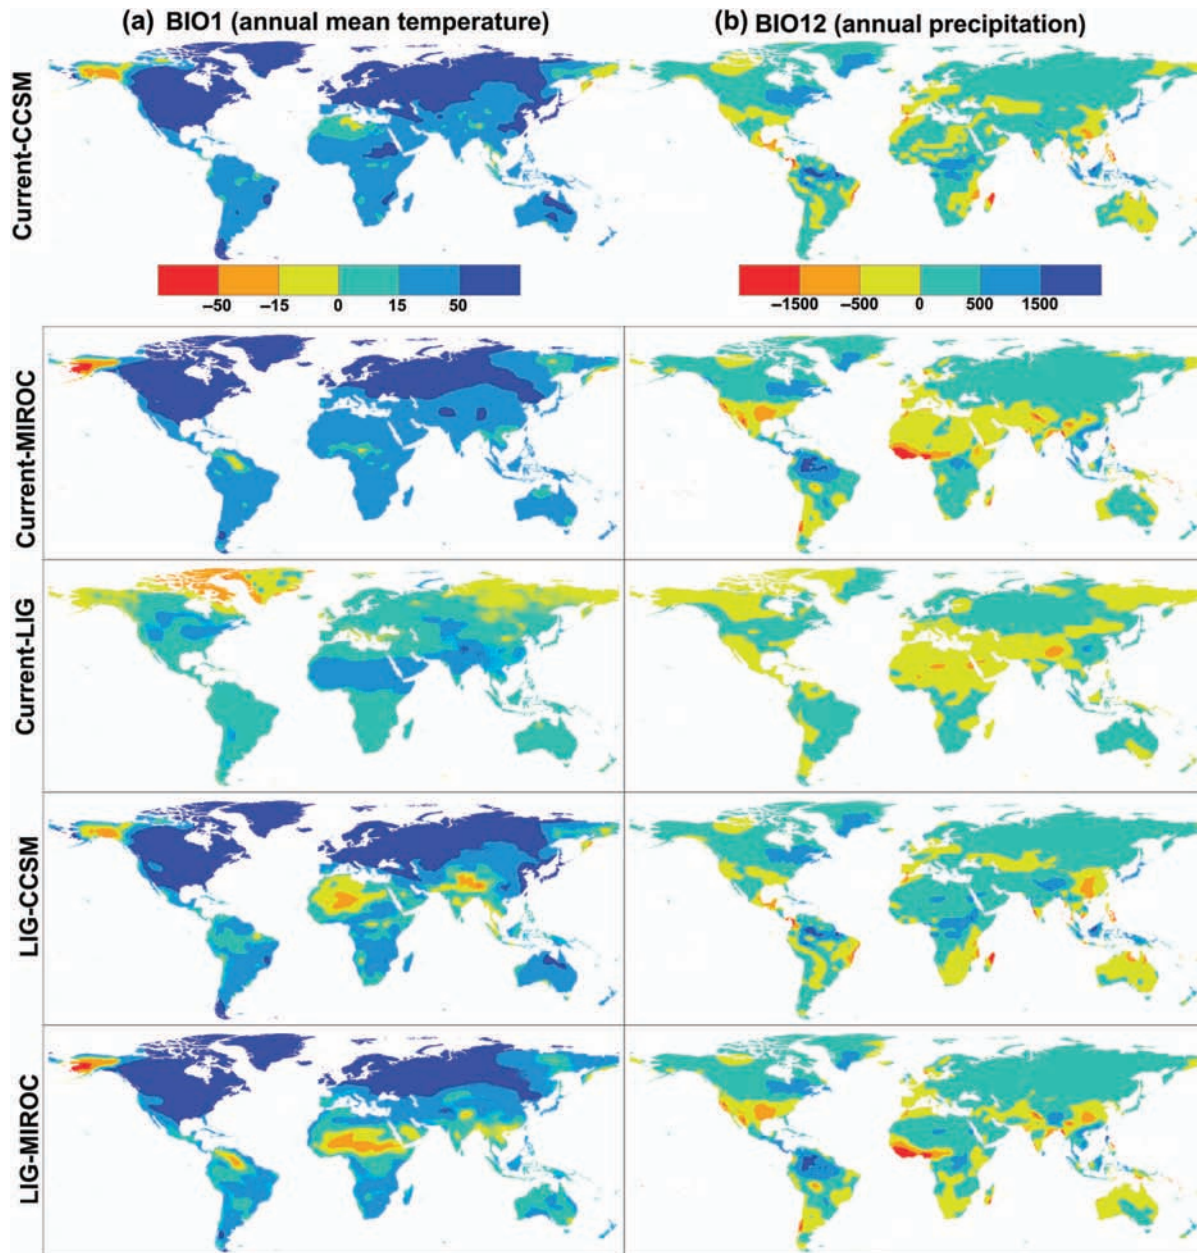 (a) BIO1 (annual mean temperature)
(b) BIO12 (annual precipitation)
Current-CCSM
–50 –15 0 15 50
–1500 –500 0 500 1500
Current-MIROC
Current-LIG
LIG-CCSM
LIG-MIROC